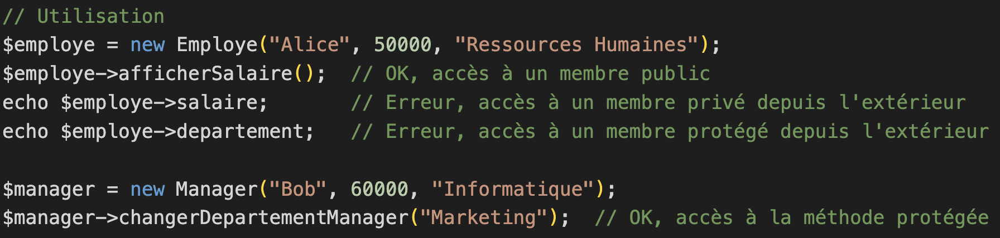 // Utilisation
$employe = new Employe("Alice", 50000, "Ressources Humaines");
$employe->afficherSalaire();  // OK, accès à un membre public
echo $employe->salaire;       // Erreur, accès à un membre privé depuis l'extérieur
echo $employe->departement;   // Erreur, accès à un membre protégé depuis l'extérieur

$manager = new Manager("Bob", 60000, "Informatique");
$manager->changerDepartementManager("Marketing");  // OK, accès à la méthode protégée